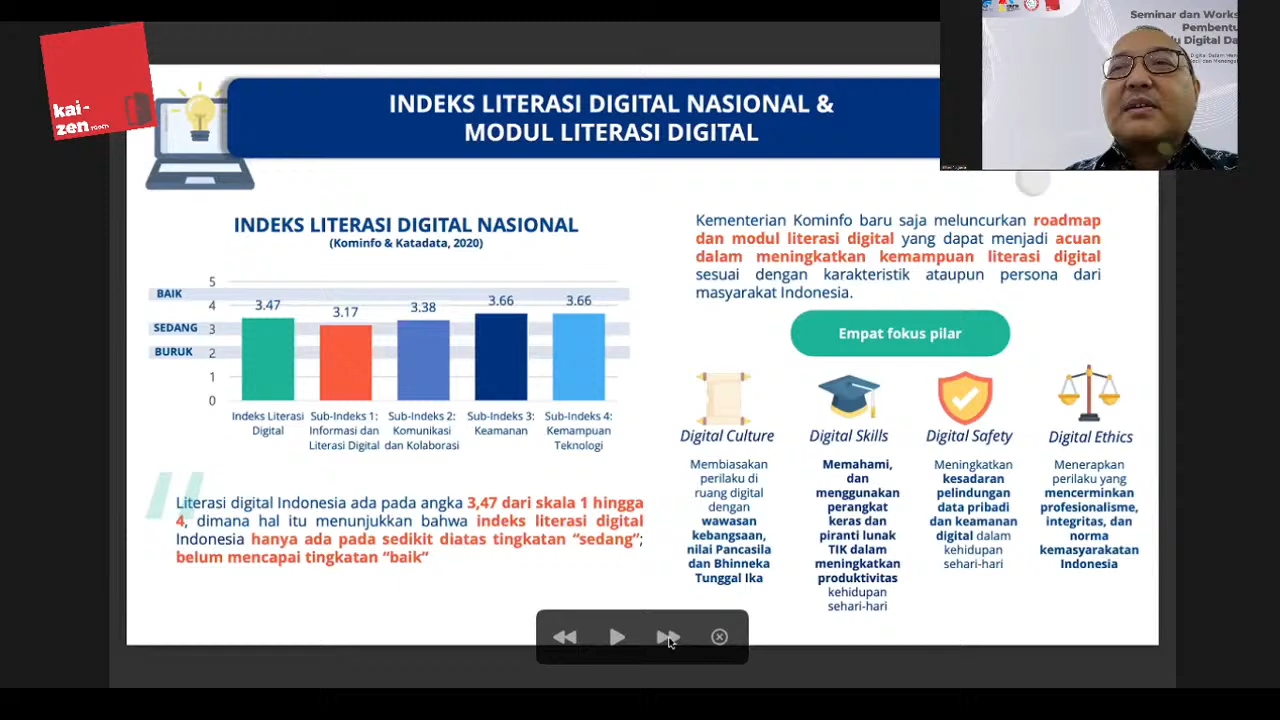 kai-
zen room
Seminar dan Works
Pembentu
du Digital Da
INDEKS LITERASI DIGITAL NASIONAL &
MODUL LITERASI DIGITAL
INDEKS LITERASI DIGITAL NASIONAL
(Kominfo & Katadata, 2020)
5
BAIK
4
SEDANG
3
BURUK
2
1
0
3.47
3.17
3.38
3.66
3.66
Indeks Literasi
Digital
Sub-Indeks 1:
Informasi dan
Literasi Digital
Sub-Indeks 2:
Komunikasi
dan Kolaborasi
Sub-Indeks 3:
Keamanan
Sub-Indeks 4:
Kemampuan
Teknologi
Literasi digital Indonesia ada pada angka 3,47 dari skala 1 hingga
4, dimana hal itu menunjukkan bahwa indeks literasi digital
Indonesia hanya ada pada sedikit diatas tingkatan “sedang”;
belum mencapai tingkatan “baik”
Kementerian Kominfo baru saja meluncurkan roadmap
dan modul literasi digital yang dapat menjadi acuan
dalam meningkatkan kemampuan literasi digital
sesuai dengan karakteristik ataupun persona dari
masyarakat Indonesia.
Empat fokus pilar
Digital Culture
Membiasakan
perilaku di
ruang digital
dengan
wawasan
kebangsaan,
nilai Pancasila
dan Bhinneka
Tunggal Ika
Digital Skills
Memahami,
dan
menggunakan
perangkat
keras dan
piranti lunak
TIK dalam
meningkatkan
produktivitas
kehidupan
sehari-hari
Digital Safety
Meningkatkan
kesadaran
pelindungan
data pribadi
dan keamanan
digital dalam
kehidupan
sehari-hari
Digital Ethics
Menerapkan
perilaku yang
mencerminkan
profesionalisme,
integritas, dan
norma
kemasyarakatan
Indonesia